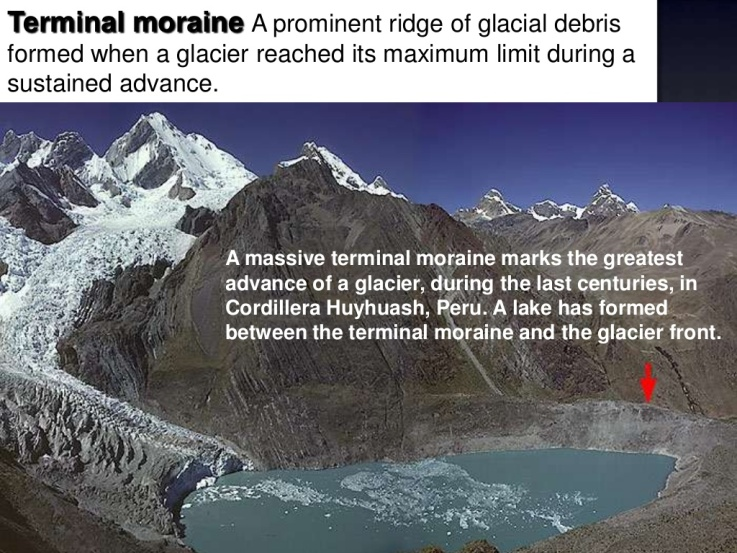 Terminal moraine A prominent ridge of glacial debris
formed when a glacier reached its maximum limit during a
sustained advance.
A massive terminal moraine marks the greatest
advance of a glacier, during the last centuries, in
Cordillera Huyhuash, Peru. A lake has formed
between the terminal moraine and the glacier front.